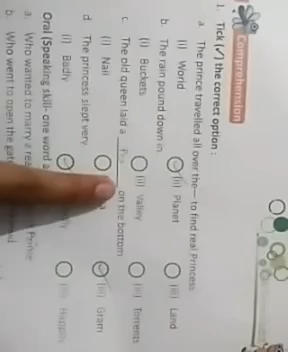 Comprehension
1. Tick (✓) the correct option :
a. The prince travelled all over the— to find real Princess
(i) World (ii) Planet (iii) Land
b. The rain pound down in
(i) Buckets (ii) Valley (iii) Torrents
c. The old queen laid a on the bottom
(i) Nail (iii) Gram
d. The princess slept very
(i) Badly (iii) Happily
Oral (Speaking skill- one word a
a. Who wanted to marry a rea Prince
b. Who went to open the gat